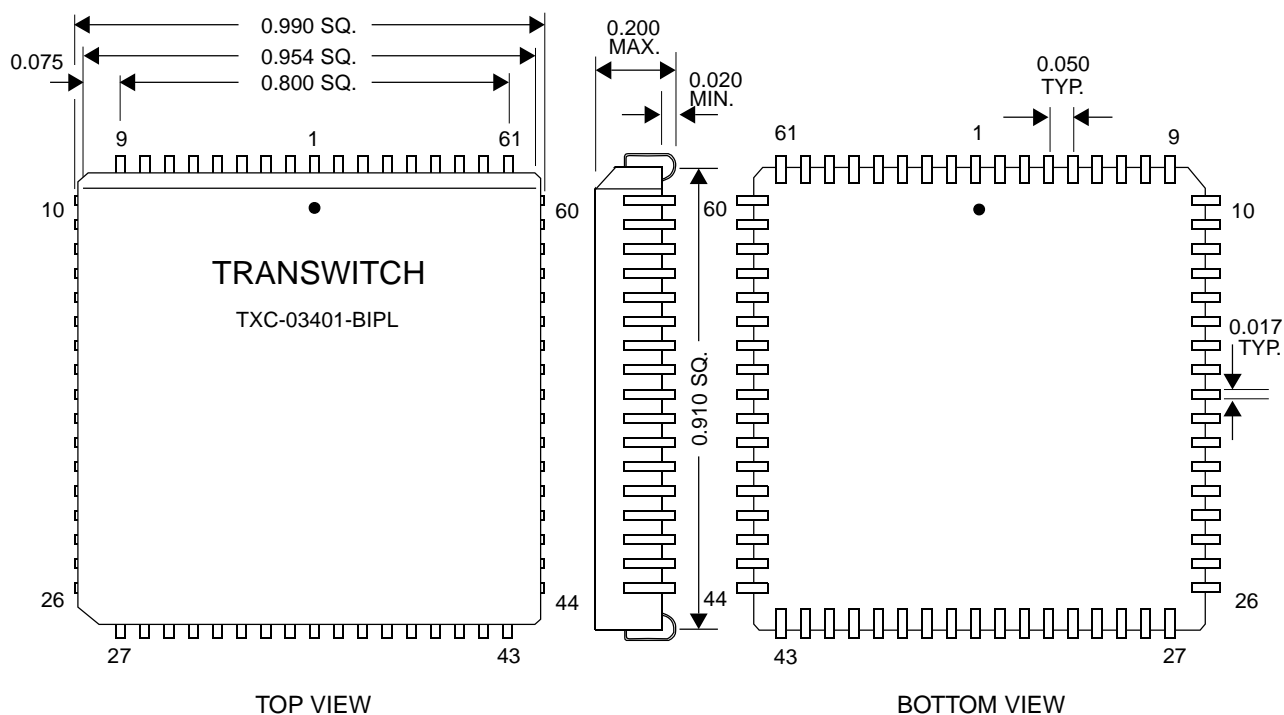 0.990 SQ.
0.954 SQ.
0.800 SQ.
0.075
9
1
61
10
60
TRANSWITCH
TXC-03401-BIPL
26
44
27
43
TOP VIEW
0.200
MAX.
0.020
MIN.
0.910 SQ.
0.050
TYP.
61
1
9
60
10
0.017
TYP.
44
26
43
27
BOTTOM VIEW